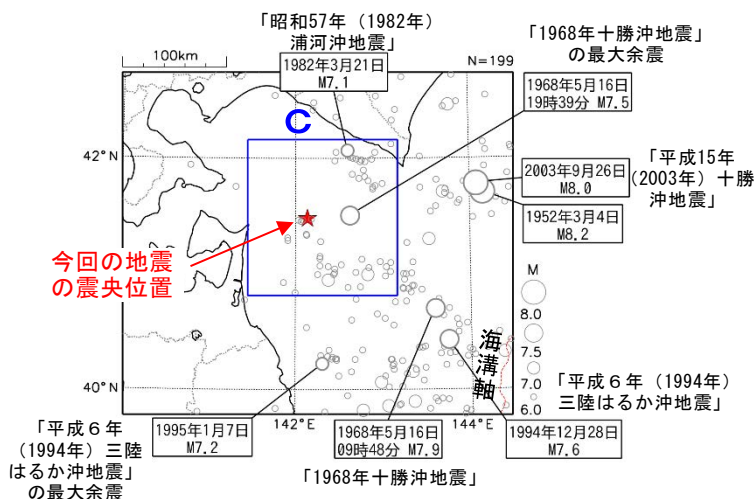 「昭和57年（1982年）
浦河沖地震」
1982年3月21日
M7.1
「1968年十勝沖地震」
の最大余震
1968年5月16日
19時39分 M7.5
100km
N=199
C
42°N
2003年9月26日
M8.0
「平成15年
（2003年）十勝
沖地震」
1952年3月4日
M8.2
今回の地震
の震央位置
M
8.0
7.5
7.0
6.0
海溝軸
40°N
142°E
144°E
「平成６年（1994年）
三陸はるか沖地震」
1995年1月7日
M7.2
1968年5月16日
09時48分 M7.9
1994年12月28日
M7.6
「平成６年
（1994年）三陸
はるか沖地震」
の最大余震
「1968年十勝沖地震」